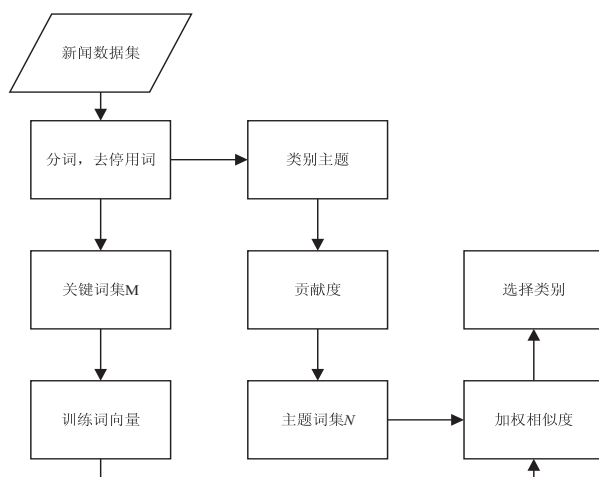 新闻数据集
分词，去停用词
类别主题
关键词集M
贡献度
选择类别
训练词向量
主题词集N
加权相似度